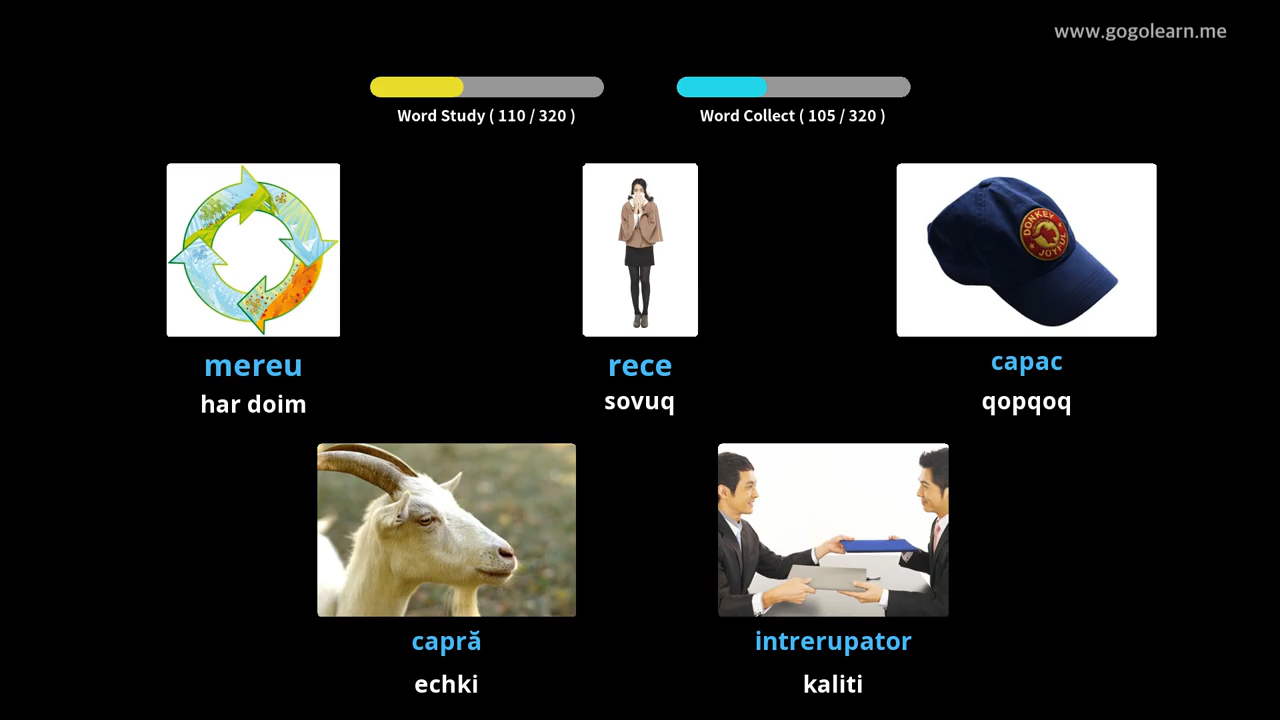 www.gogolearn.me
Word Study ( 110 / 320 )
Word Collect ( 105 / 320 )
DONKEY
JOYFUL
mereu
har doim
rece
sovuq
capac
qopqoq
capră
echki
intrerupator
kaliti